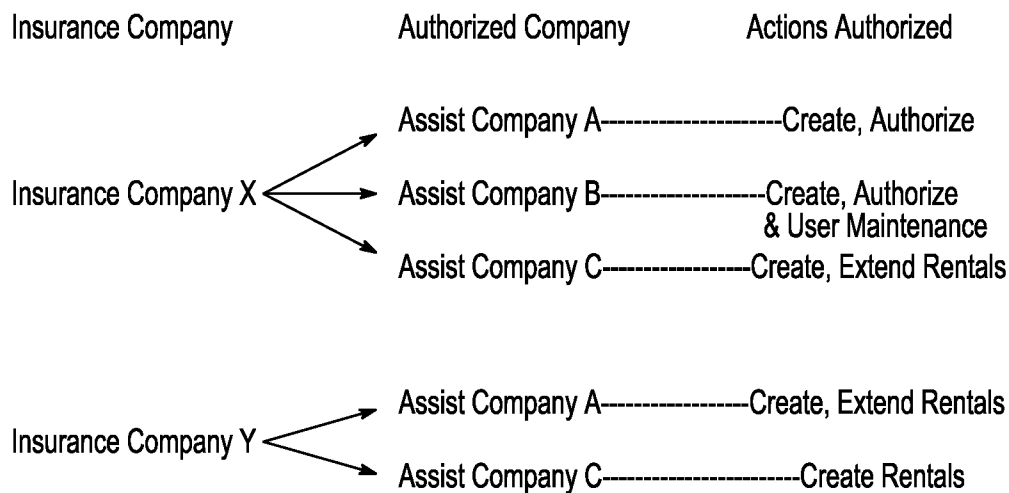 Insurance Company Authorized Company Actions Authorized
Assist Company A-----------------------Create, Authorize
Insurance Company X Assist Company B---------------------Create, Authorize
& User Maintenance
Assist Company C-------------------Create, Extend Rentals
Assist Company A-------------------Create, Extend Rentals
Insurance Company Y
Assist Company C-------------------------Create Rentals